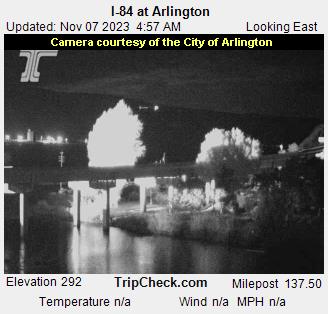 I-84 at Arlington
Updated: Nov 07 2023 4:57 AM Looking East
Camera courtesy of the City of Arlington
Elevation 292 TripCheck.com Milepost 137.50
Temperature n/a Wind n/a MPH n/a